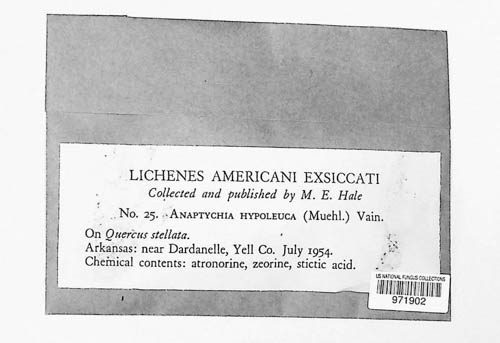 LICHENES AMERICANI EXSICCATI
Collected and published by M. E. Hale
No. 25. ANAPTYCHIA HYPOLEUCA (Muehl.) Vain.
On Quercus stellata.
Arkansas: near Dardanelle, Yell Co. July 1954.
Chemical contents: atronorine, zeorine, stictic acid.
US NATIONAL FUNGUS COLLECTIONS
971902